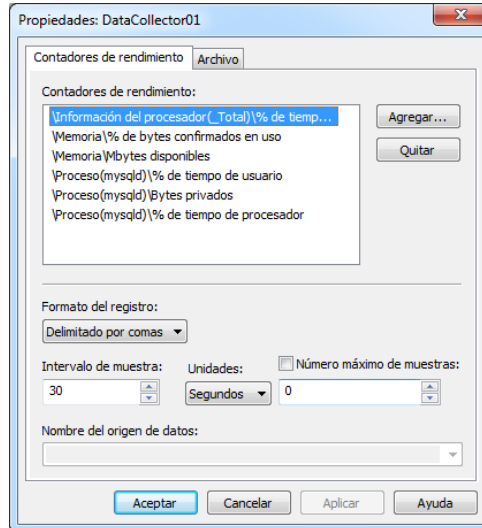 Propiedades: DataCollector01
Contadores de rendimiento
Archivo
Contadores de rendimiento:
\Información del procesador(_Total)\% de tiemp...
\Memoria\% de bytes confirmados en uso
\Memoria\Mbytes disponibles
\Proceso(mysqld)\% de tiempo de usuario
\Proceso(mysqld)\Bytes privados
\Proceso(mysqld)\% de tiempo de procesador
Agregar...
Quitar
Formato del registro:
Delimitado por comas
Intervalo de muestra:
Unidades:
Número máximo de muestras:
30
Segundos
0
Nombre del origen de datos:
Aceptar
Cancelar
Aplicar
Ayuda